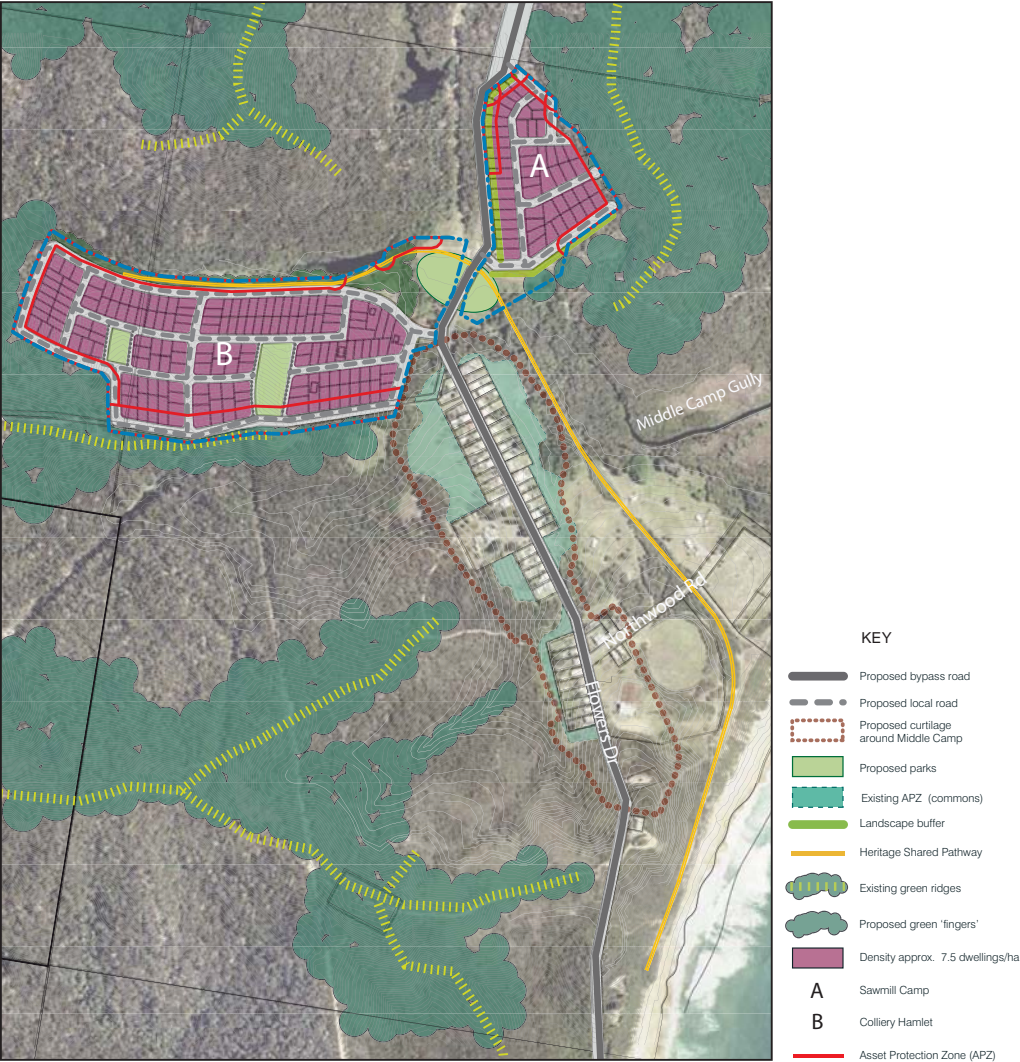 A
B
Middle Camp Gully
Northwood Rd
Flowers Dr
KEY
Proposed bypass road
Proposed local road
Proposed curtilage
around Middle Camp
Proposed parks
Existing APZ (commons)
Landscape buffer
Heritage Shared Pathway
Existing green ridges
Proposed green ‘fingers’
Density approx. 7.5 dwellings/ha
A Sawmill Camp
B Colliery Hamlet
Asset Protection Zone (APZ)